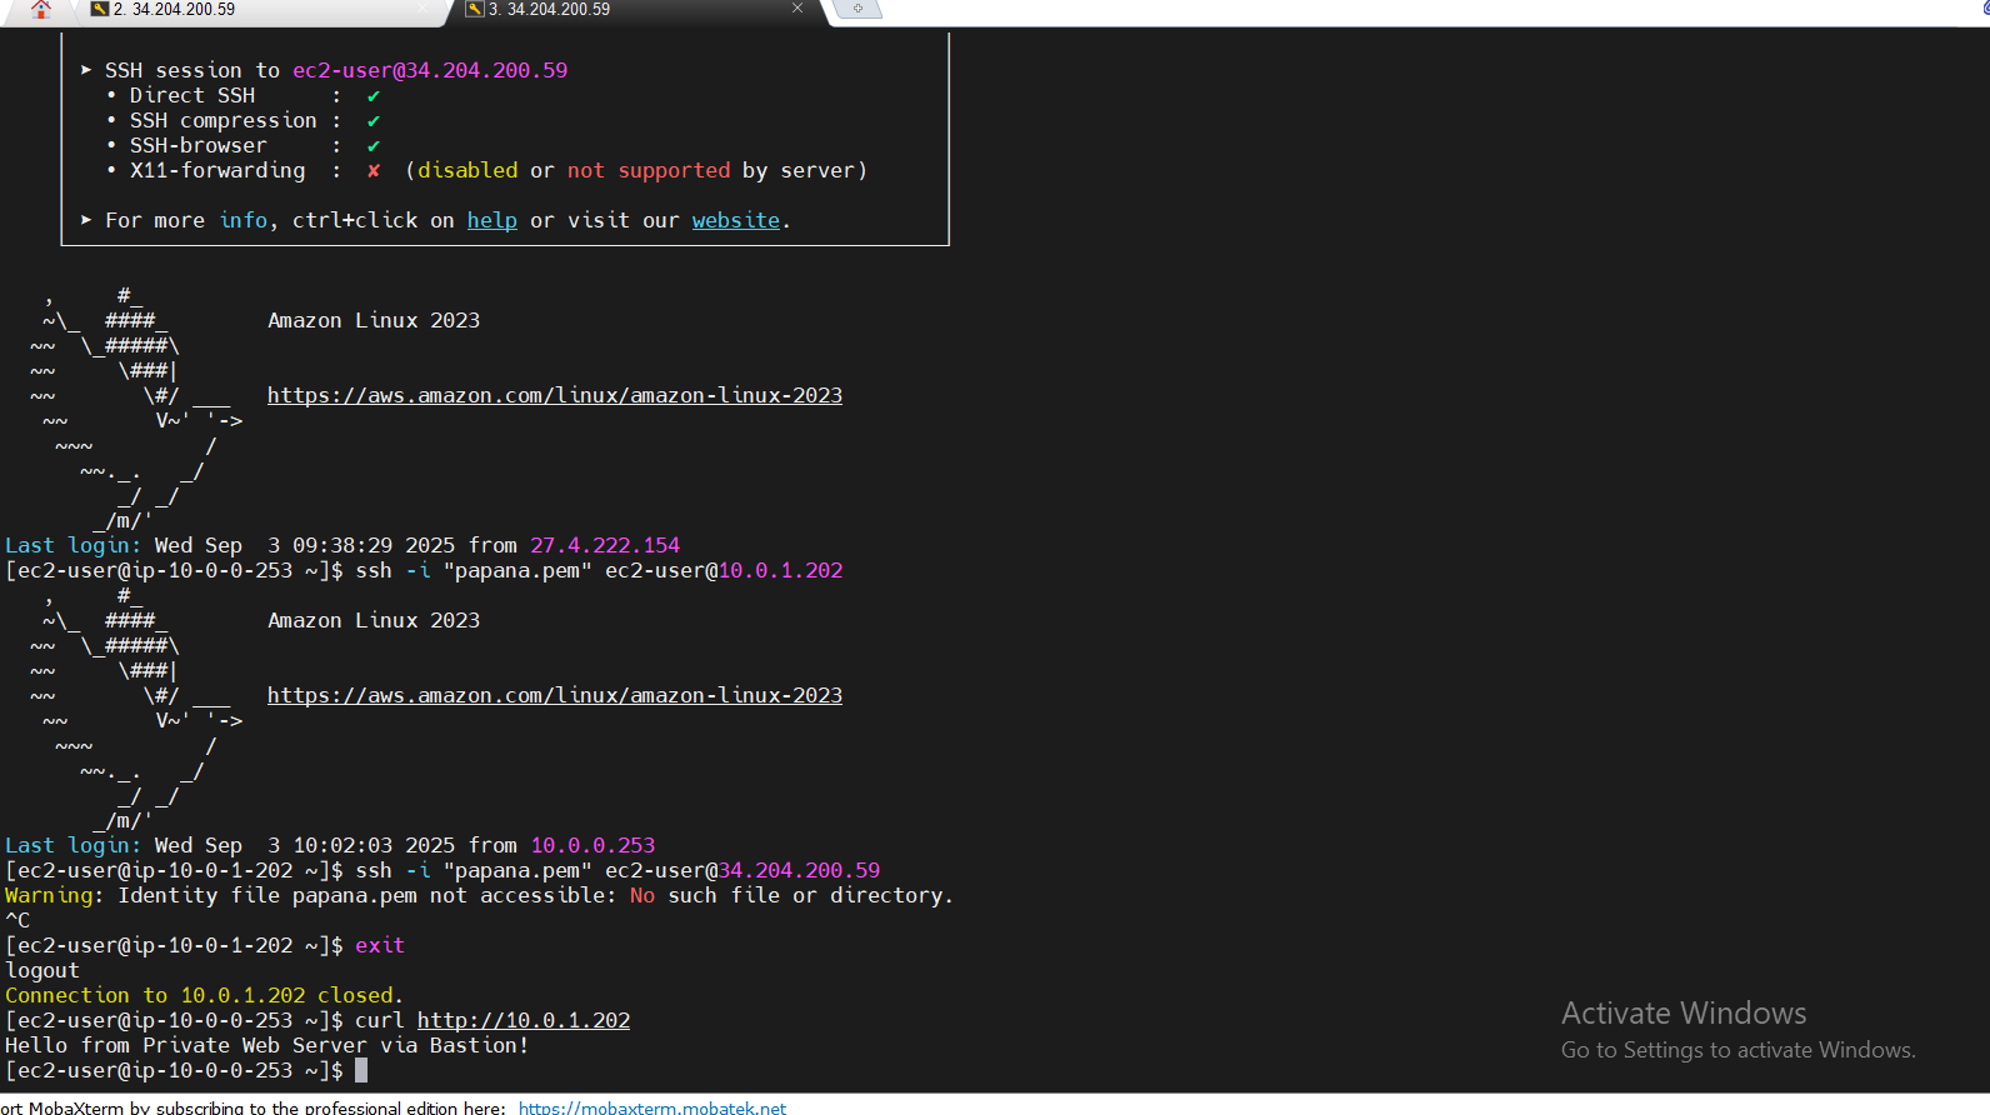 2. 34.204.200.59
3. 34.204.200.59
➤ SSH session to ec2-user@34.204.200.59
• Direct SSH      :  ✔
• SSH compression :  ✔
• SSH-browser     :  ✔
• X11-forwarding  :  ✘  (disabled or not supported by server)
➤ For more info, ctrl+click on help or visit our website.
   ,     #_
   ~\_  ####_        Amazon Linux 2023
  ~~  \_#####\
  ~~     \###|
  ~~       \#/ ___   https://aws.amazon.com/linux/amazon-linux-2023
   ~~       V~' '->
    ~~~         /
      ~~._.   _/
         _/ _/
       _/m/'
Last login: Wed Sep  3 09:38:29 2025 from 27.4.222.154
[ec2-user@ip-10-0-0-253 ~]$ ssh -i "papana.pem" ec2-user@10.0.1.202
   ,     #_
   ~\_  ####_        Amazon Linux 2023
  ~~  \_#####\
  ~~     \###|
  ~~       \#/ ___   https://aws.amazon.com/linux/amazon-linux-2023
   ~~       V~' '->
    ~~~         /
      ~~._.   _/
         _/ _/
       _/m/'
Last login: Wed Sep  3 10:02:03 2025 from 10.0.0.253
[ec2-user@ip-10-0-1-202 ~]$ ssh -i "papana.pem" ec2-user@34.204.200.59
Warning: Identity file papana.pem not accessible: No such file or directory.
^C
[ec2-user@ip-10-0-1-202 ~]$ exit
logout
Connection to 10.0.1.202 closed.
[ec2-user@ip-10-0-0-253 ~]$ curl http://10.0.1.202
Hello from Private Web Server via Bastion!
[ec2-user@ip-10-0-0-253 ~]$
Activate Windows
Go to Settings to activate Windows.
ort MobaXterm by subscribing to the professional edition here:  https://mobaxterm.mobatek.net